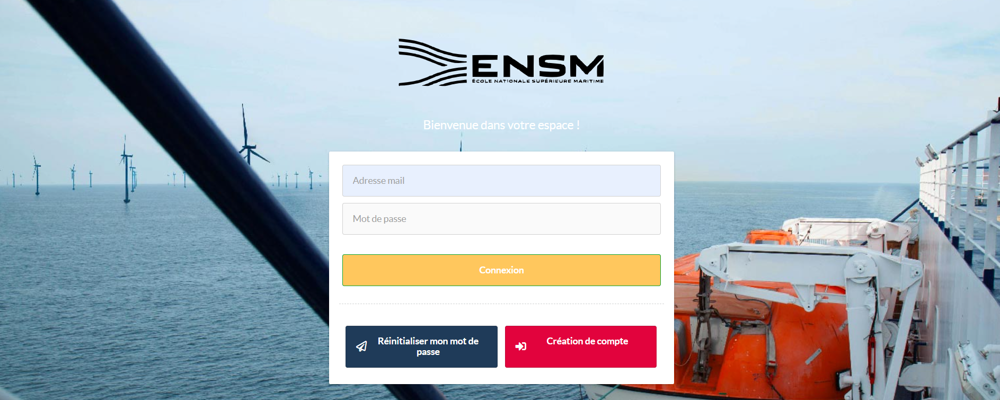 ENSM
ÉCOLE NATIONALE SUPÉRIEURE MARITIME
Bienvenue dans votre espace !
Adresse mail
Mot de passe
Connexion
Réinitialiser mon mot de
passe
Création de compte